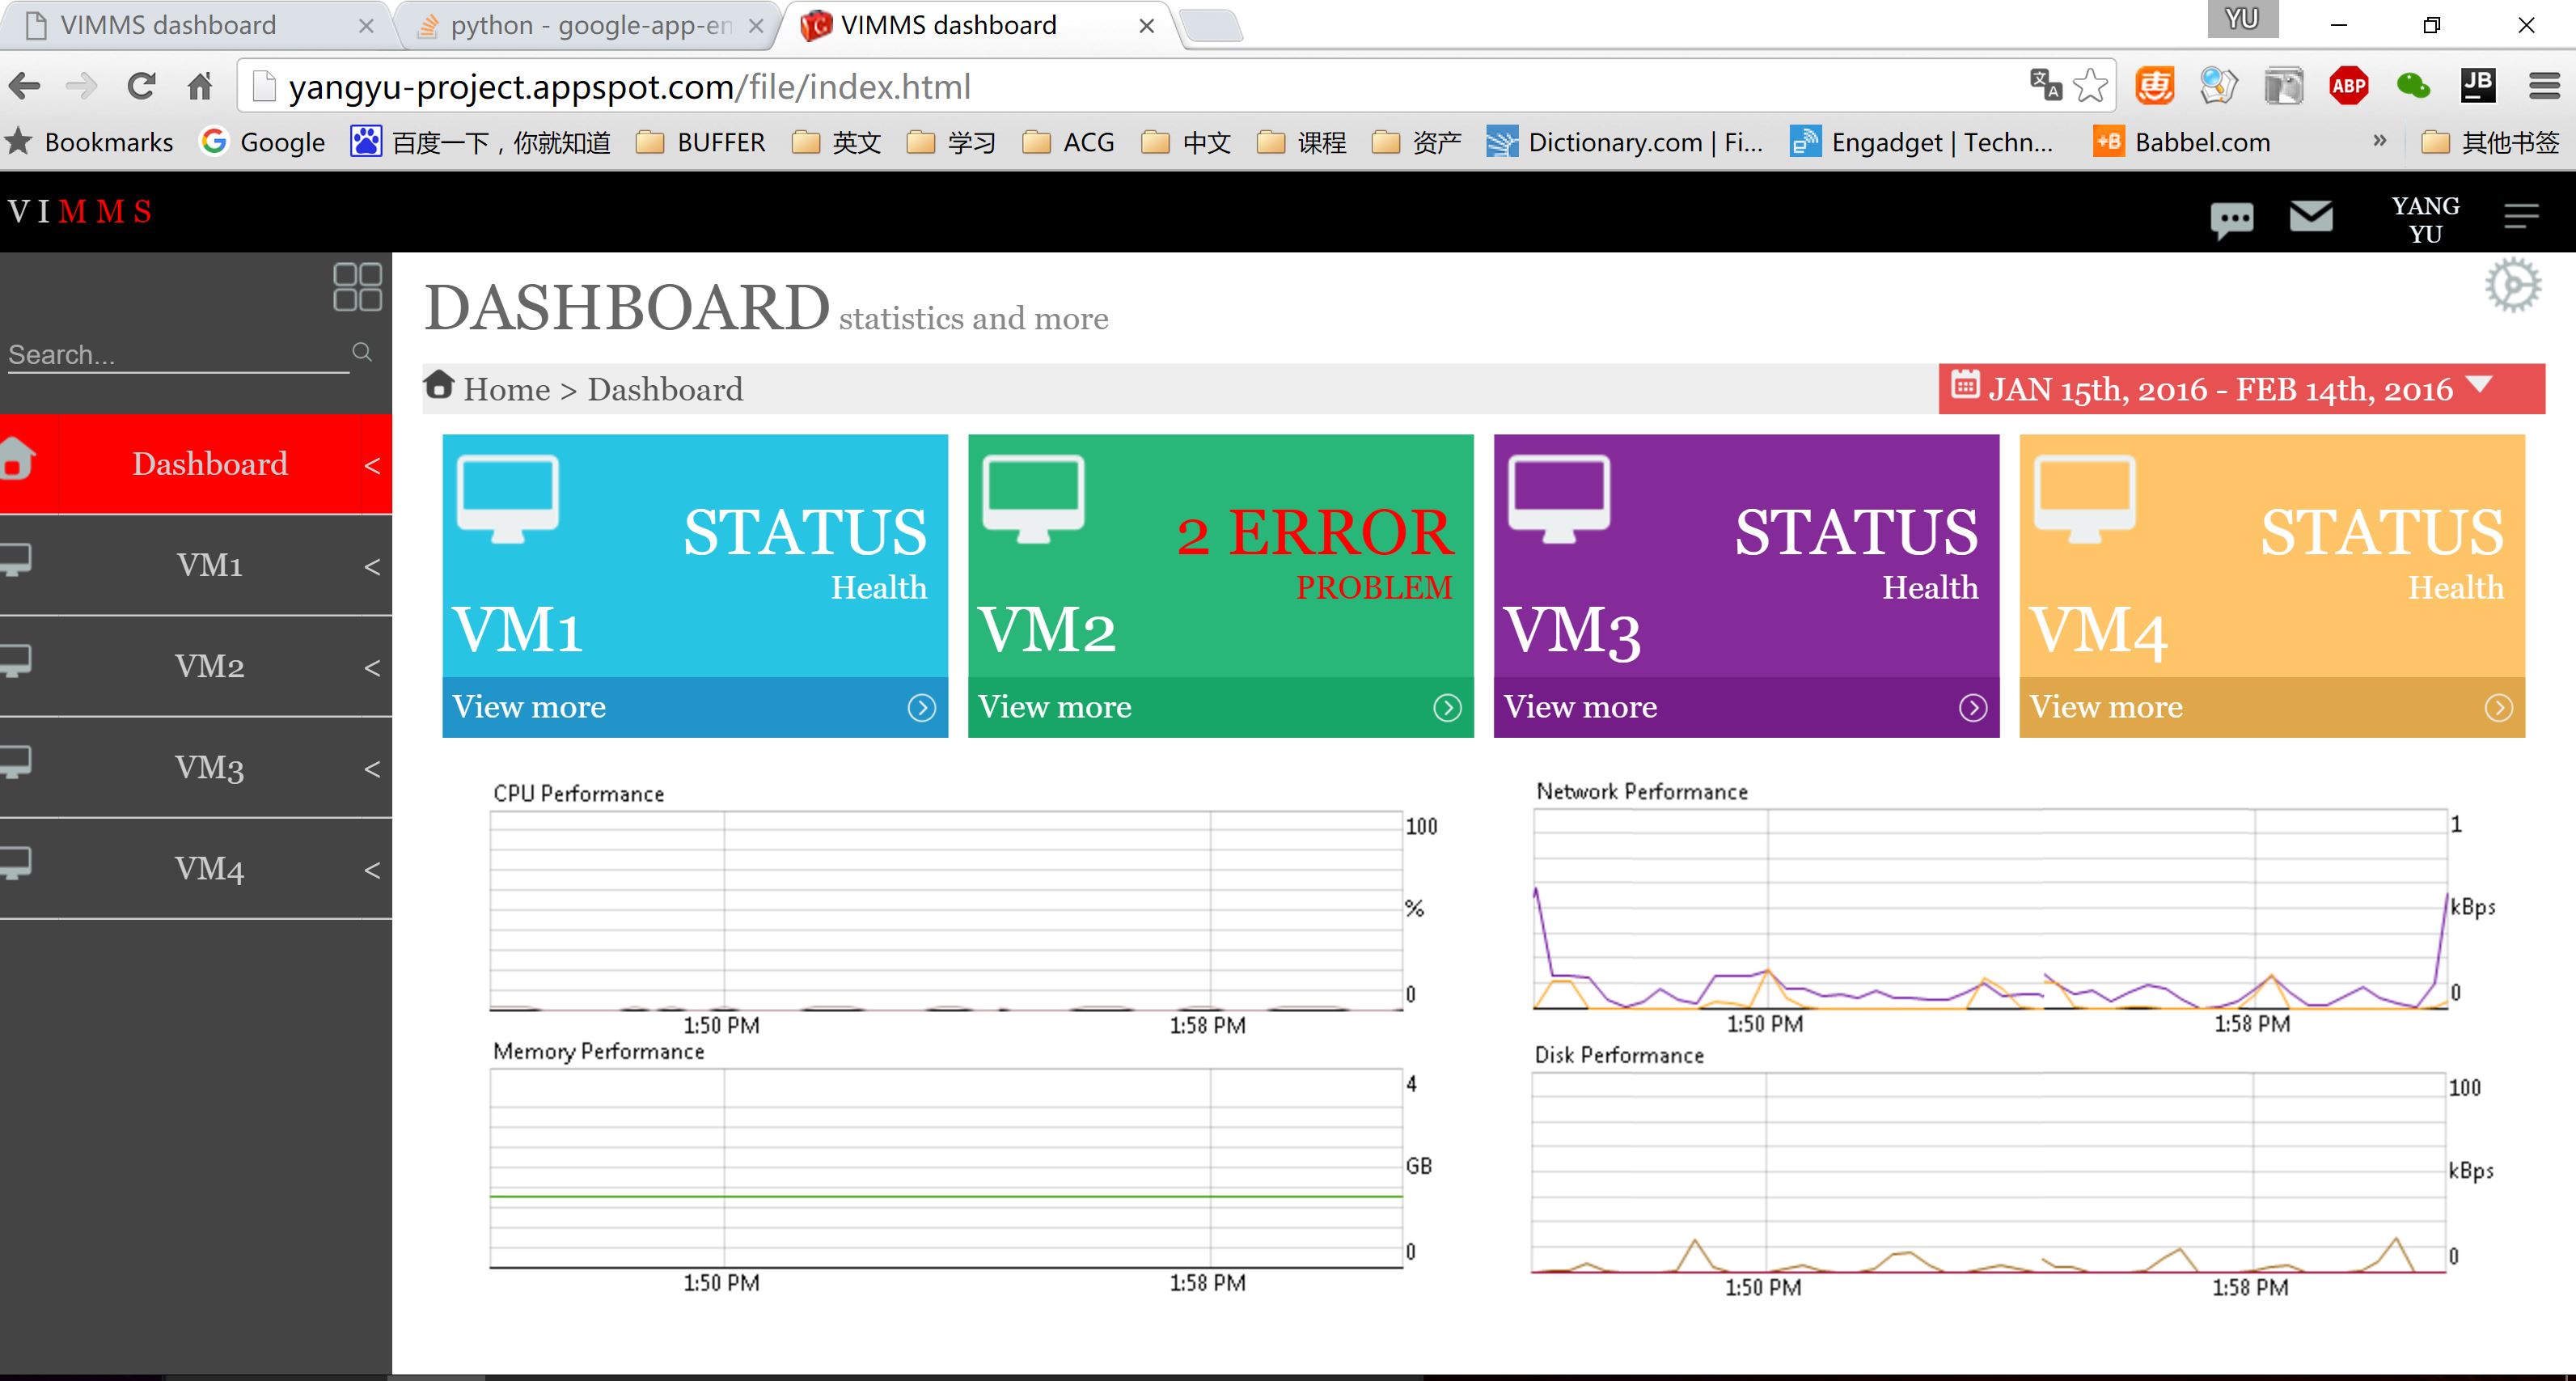 VIMMS dashboard
python - google-app-en
VIMMS dashboard
YU
yangyu-project.appspot.com/file/index.html
ABP
JB
Bookmarks
Google
百度一下，你就知道
BUFFER
英文
学习
ACG
中文
课程
资产
Dictionary.com | Fi...
Engadget | Techn...
+B
Babbel.com
»
其他书签
VIMMS
YANG
YU
DASHBOARD statistics and more
Search...
Home > Dashboard
JAN 15th, 2016 - FEB 14th, 2016
Dashboard <
VM1 <
VM2 <
VM3 <
VM4 <
STATUS
Health
VM1
View more
2 ERROR
PROBLEM
VM2
View more
STATUS
Health
VM3
View more
STATUS
Health
VM4
View more
CPU Performance
100
%
0
1:50 PM
1:58 PM
Network Performance
1
kBps
0
1:50 PM
1:58 PM
Memory Performance
4
GB
0
1:50 PM
1:58 PM
Disk Performance
100
kBps
0
1:50 PM
1:58 PM